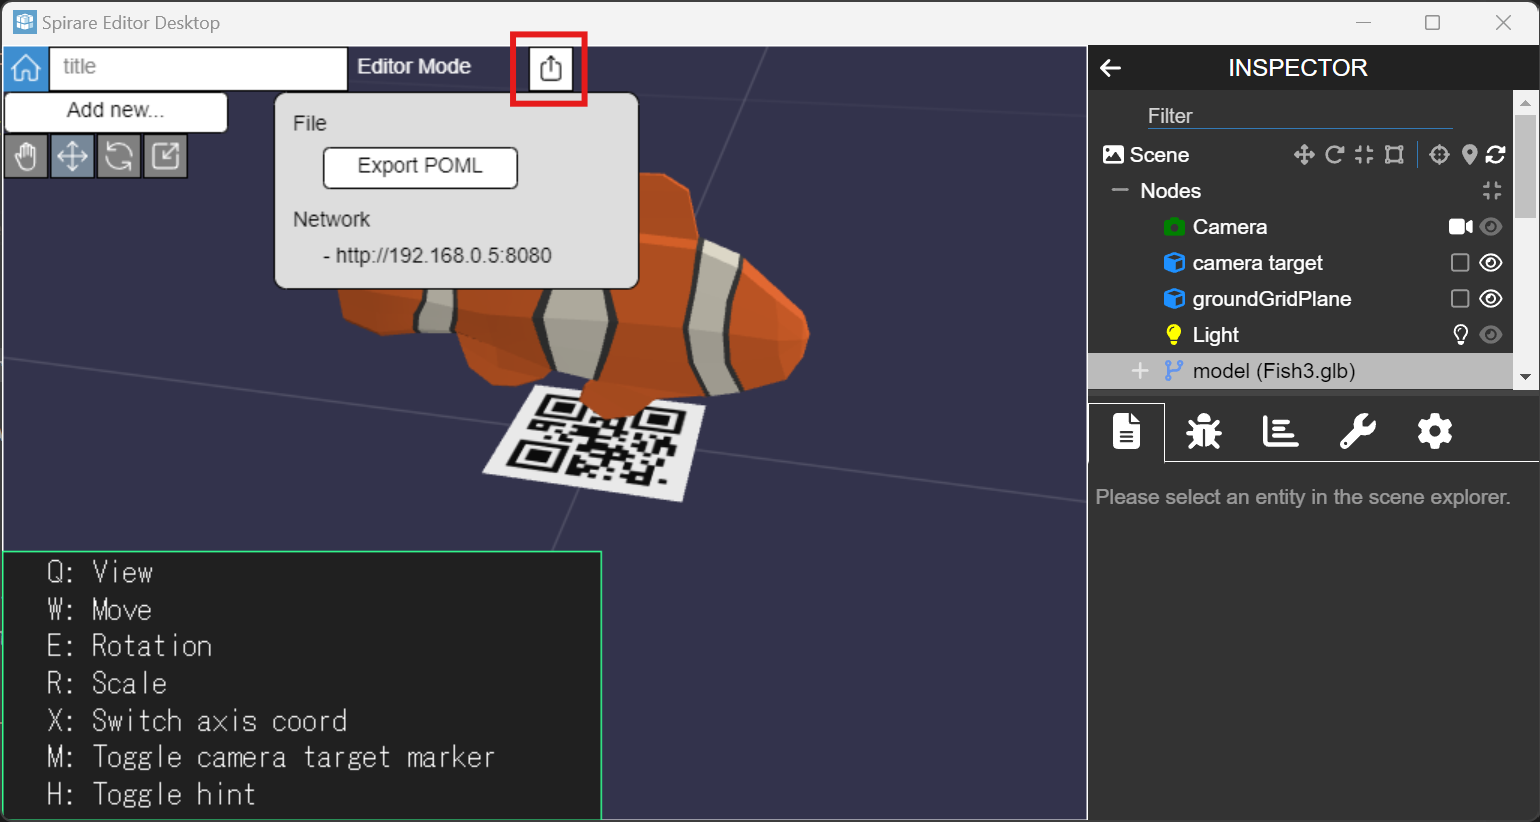 Spirare Editor Desktop
title
Editor Mode
Add new...
File
Export POML
Network
- http://192.168.0.5:8080
Q: View
W: Move
E: Rotation
R: Scale
X: Switch axis coord
M: Toggle camera target marker
H: Toggle hint
INSPECTOR
Filter
Scene
Nodes
Camera
camera target
groundGridPlane
Light
model (Fish3.glb)
Please select an entity in the scene explorer.